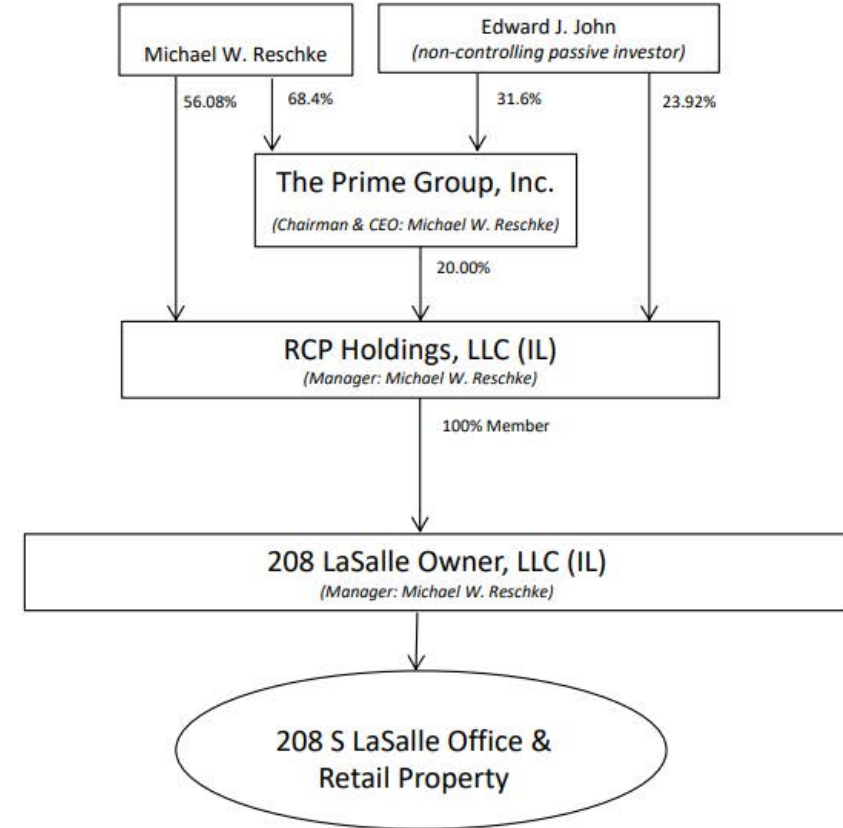 Michael W. Reschke
Edward J. John
(non-controlling passive investor)
56.08%
68.4%
31.6%
23.92%
The Prime Group, Inc.
(Chairman & CEO: Michael W. Reschke)
20.00%
RCP Holdings, LLC (IL)
(Manager: Michael W. Reschke)
100% Member
208 LaSalle Owner, LLC (IL)
(Manager: Michael W. Reschke)
208 S LaSalle Office &
Retail Property